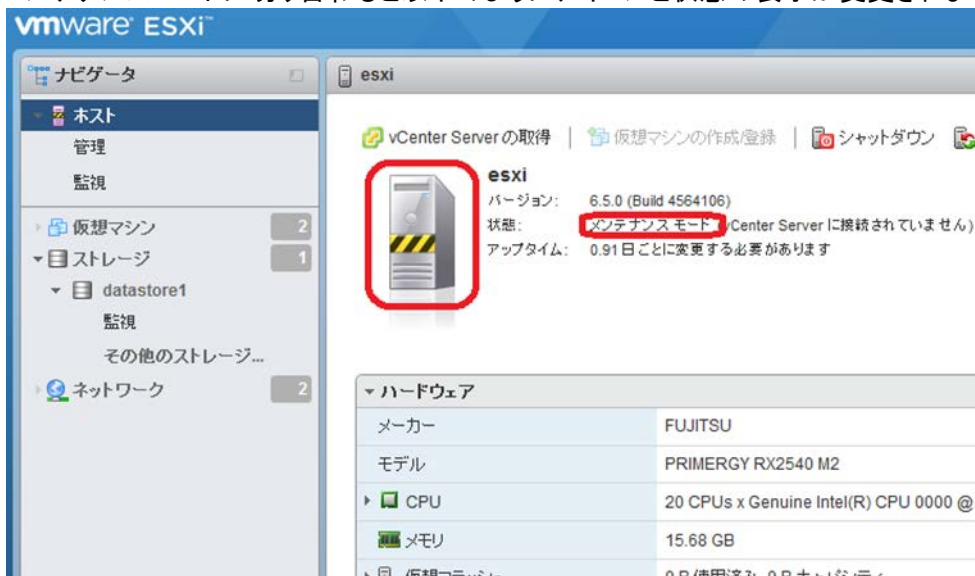 vmware ESXi™
ナビゲータ
ホスト
管理
監視
仮想マシン 2
ストレージ 1
datastore1
監視
その他のストレージ...
ネットワーク 2
esxi
vCenter Server の取得 | 仮想マシンの作成/登録 | シャットダウン
esxi
バージョン: 6.5.0 (Build 4564106)
状態: メンテナンス モード (vCenter Server に接続されていません)
アップタイム: 0.91 日ごとに変更する必要があります
ハードウェア
メーカー FUJITSU
モデル PRIMERGY RX2540 M2
CPU 20 CPUs x Genuine Intel(R) CPU 0000 @
メモリ 15.68 GB